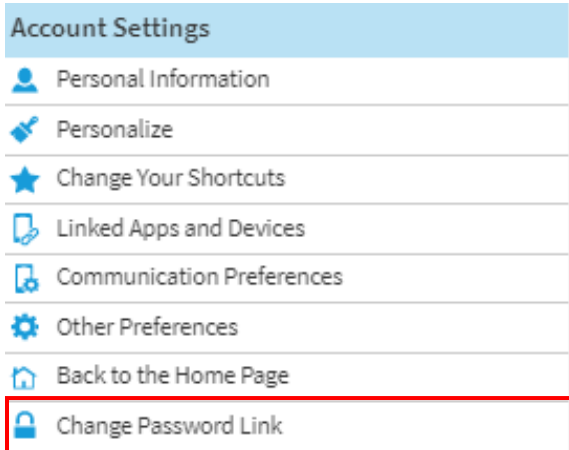 Account Settings
Personal Information
Personalize
Change Your Shortcuts
Linked Apps and Devices
Communication Preferences
Other Preferences
Back to the Home Page
Change Password Link